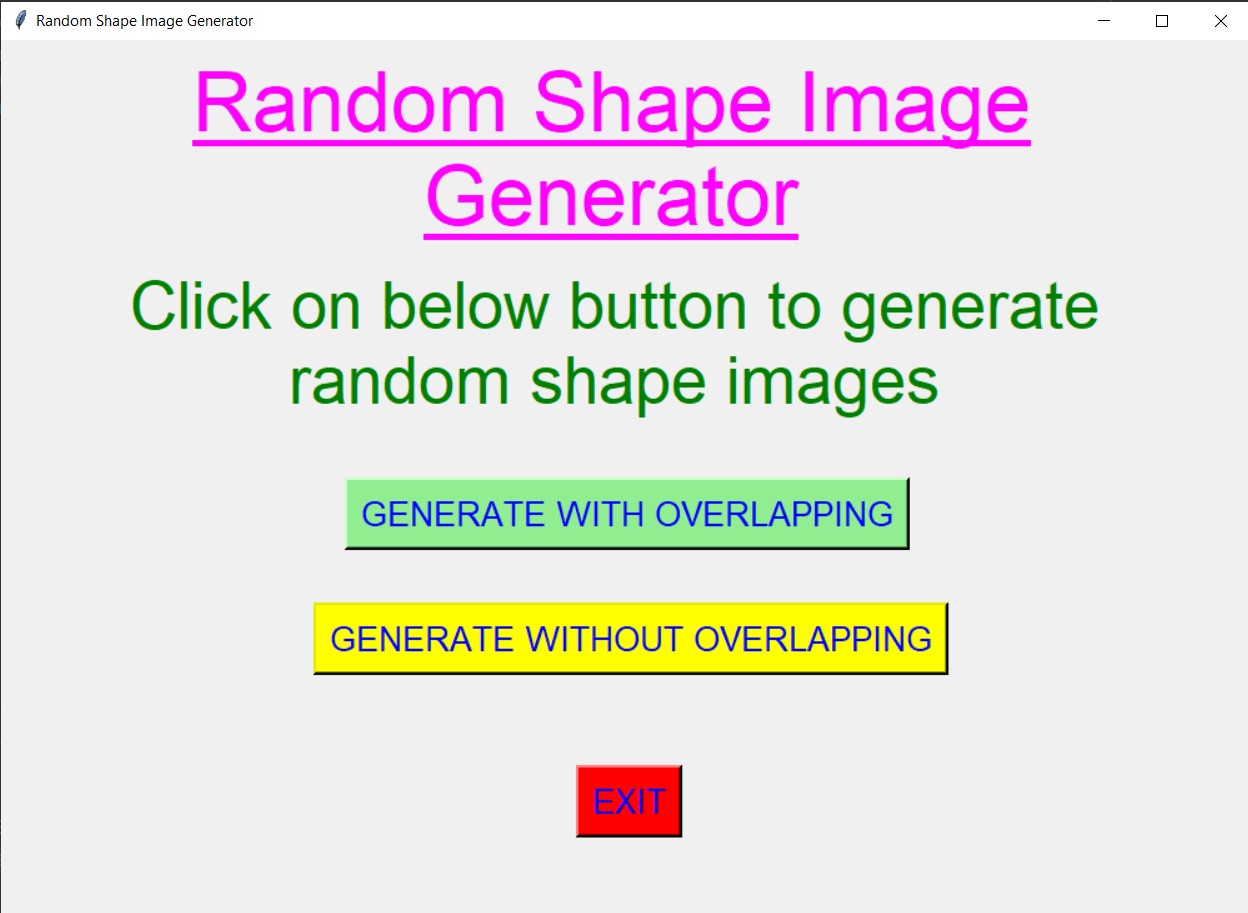 Random Shape Image Generator
Random Shape Image
Generator
Click on below button to generate
random shape images
GENERATE WITH OVERLAPPING
GENERATE WITHOUT OVERLAPPING
EXIT